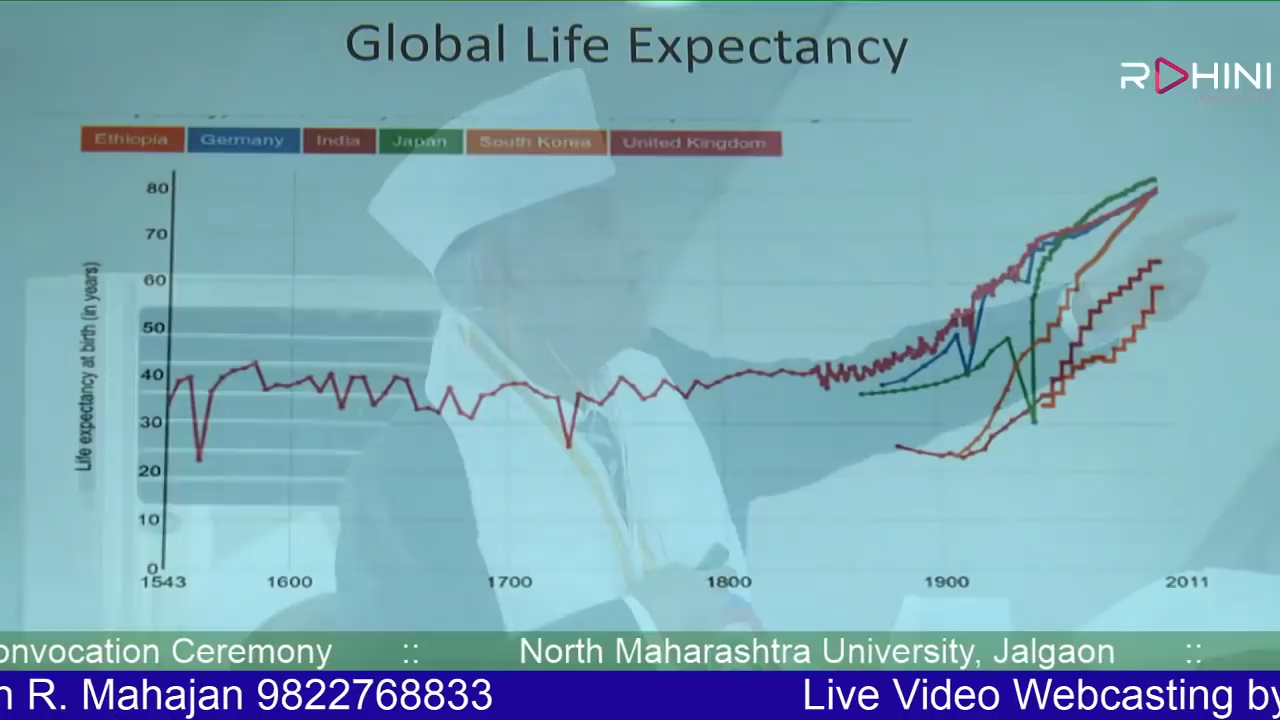 Global Life Expectancy
R HINI
Ethiopia Germany India Japan South Korea United Kingdom
Life expectancy at birth (in years)
80
70
60
50
40
30
20
10
0
1543 1600 1700 1800 1900 2011
onvocation Ceremony :: North Maharashtra University, Jalgaon ::
n R. Mahajan 9822768833 Live Video Webcasting by